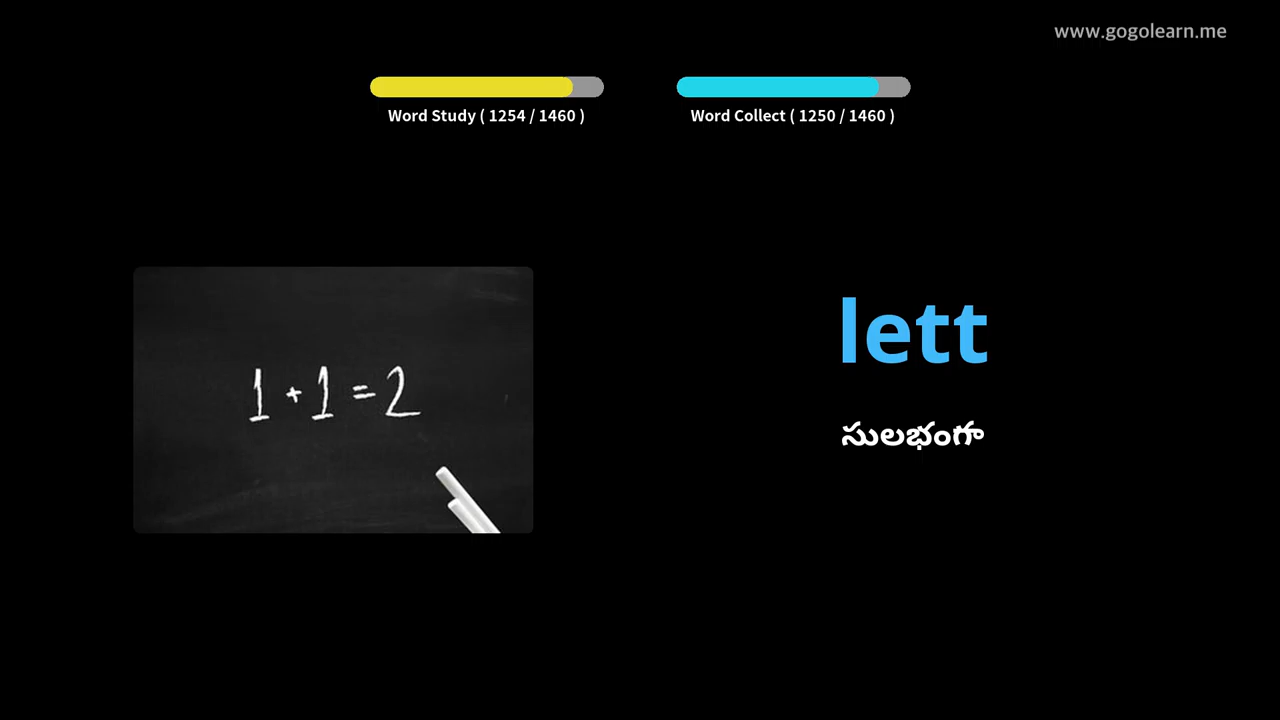 www.gogolearn.me
Word Study ( 1254 / 1460 )
Word Collect ( 1250 / 1460 )
1 + 1 = 2
lett
సులభంగా